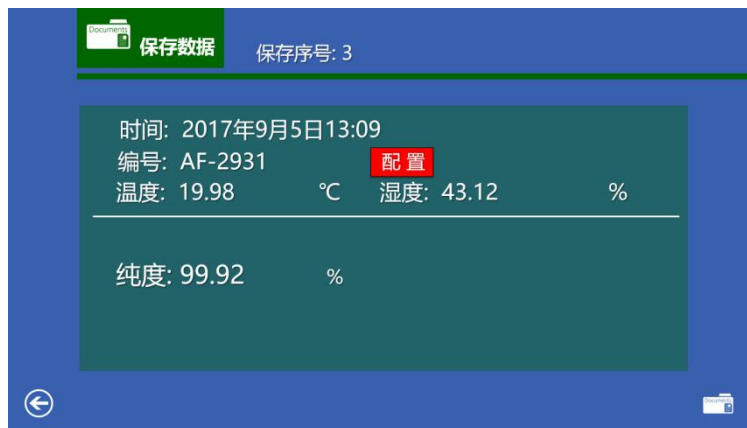 Documents
保存数据
保存序号: 3
时间: 2017年9月5日13:09
编号: AF-2931 配置
温度: 19.98 ℃ 湿度: 43.12 %
纯度: 99.92 %
Documents